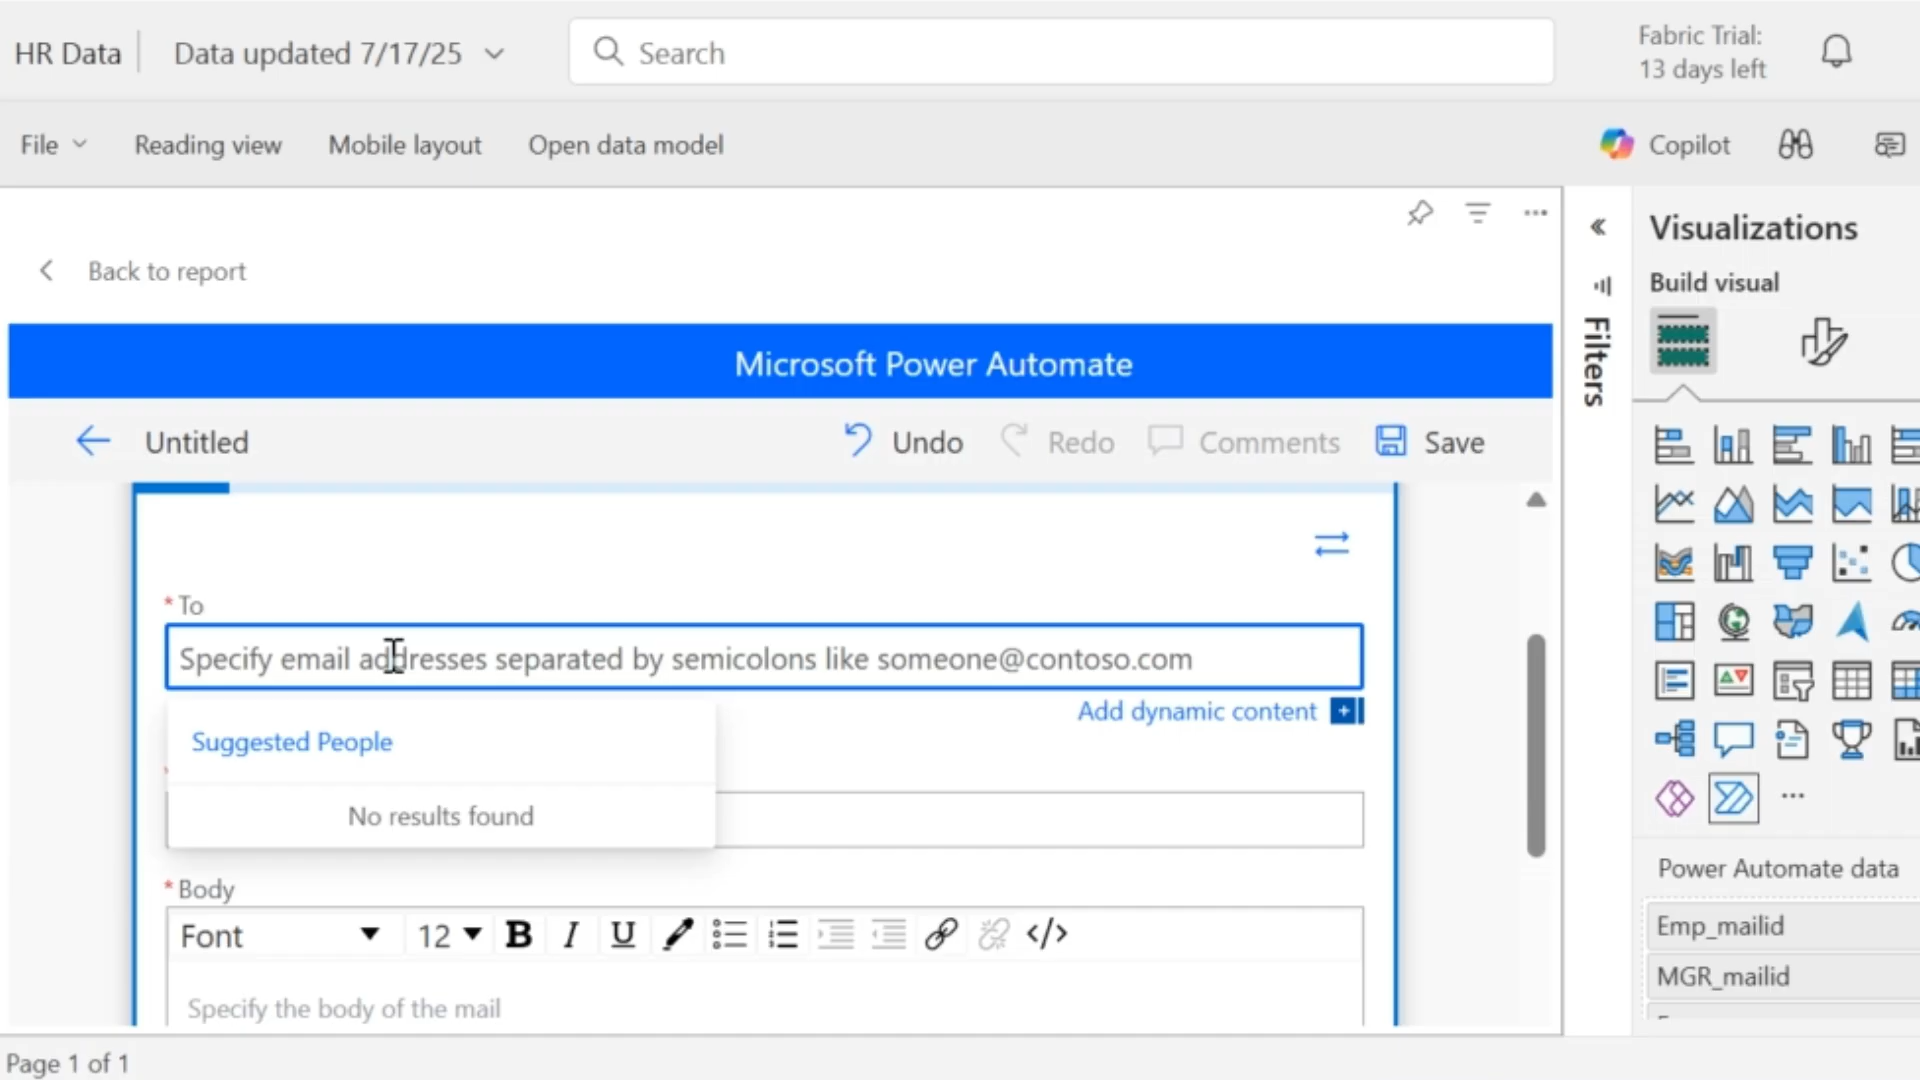 HR Data
Data updated 7/17/25
Search
Fabric Trial:
13 days left
File
Reading view
Mobile layout
Open data model
Copilot
Back to report
Filters
Visualizations
Build visual
Microsoft Power Automate
Untitled
Undo
Redo
Comments
Save
* To
Specify email addresses separated by semicolons like someone@contoso.com
Add dynamic content
Suggested People
No results found
* Body
Font
12
B I U
</>
Specify the body of the mail
Power Automate data
Emp_mailid
MGR_mailid
Page 1 of 1